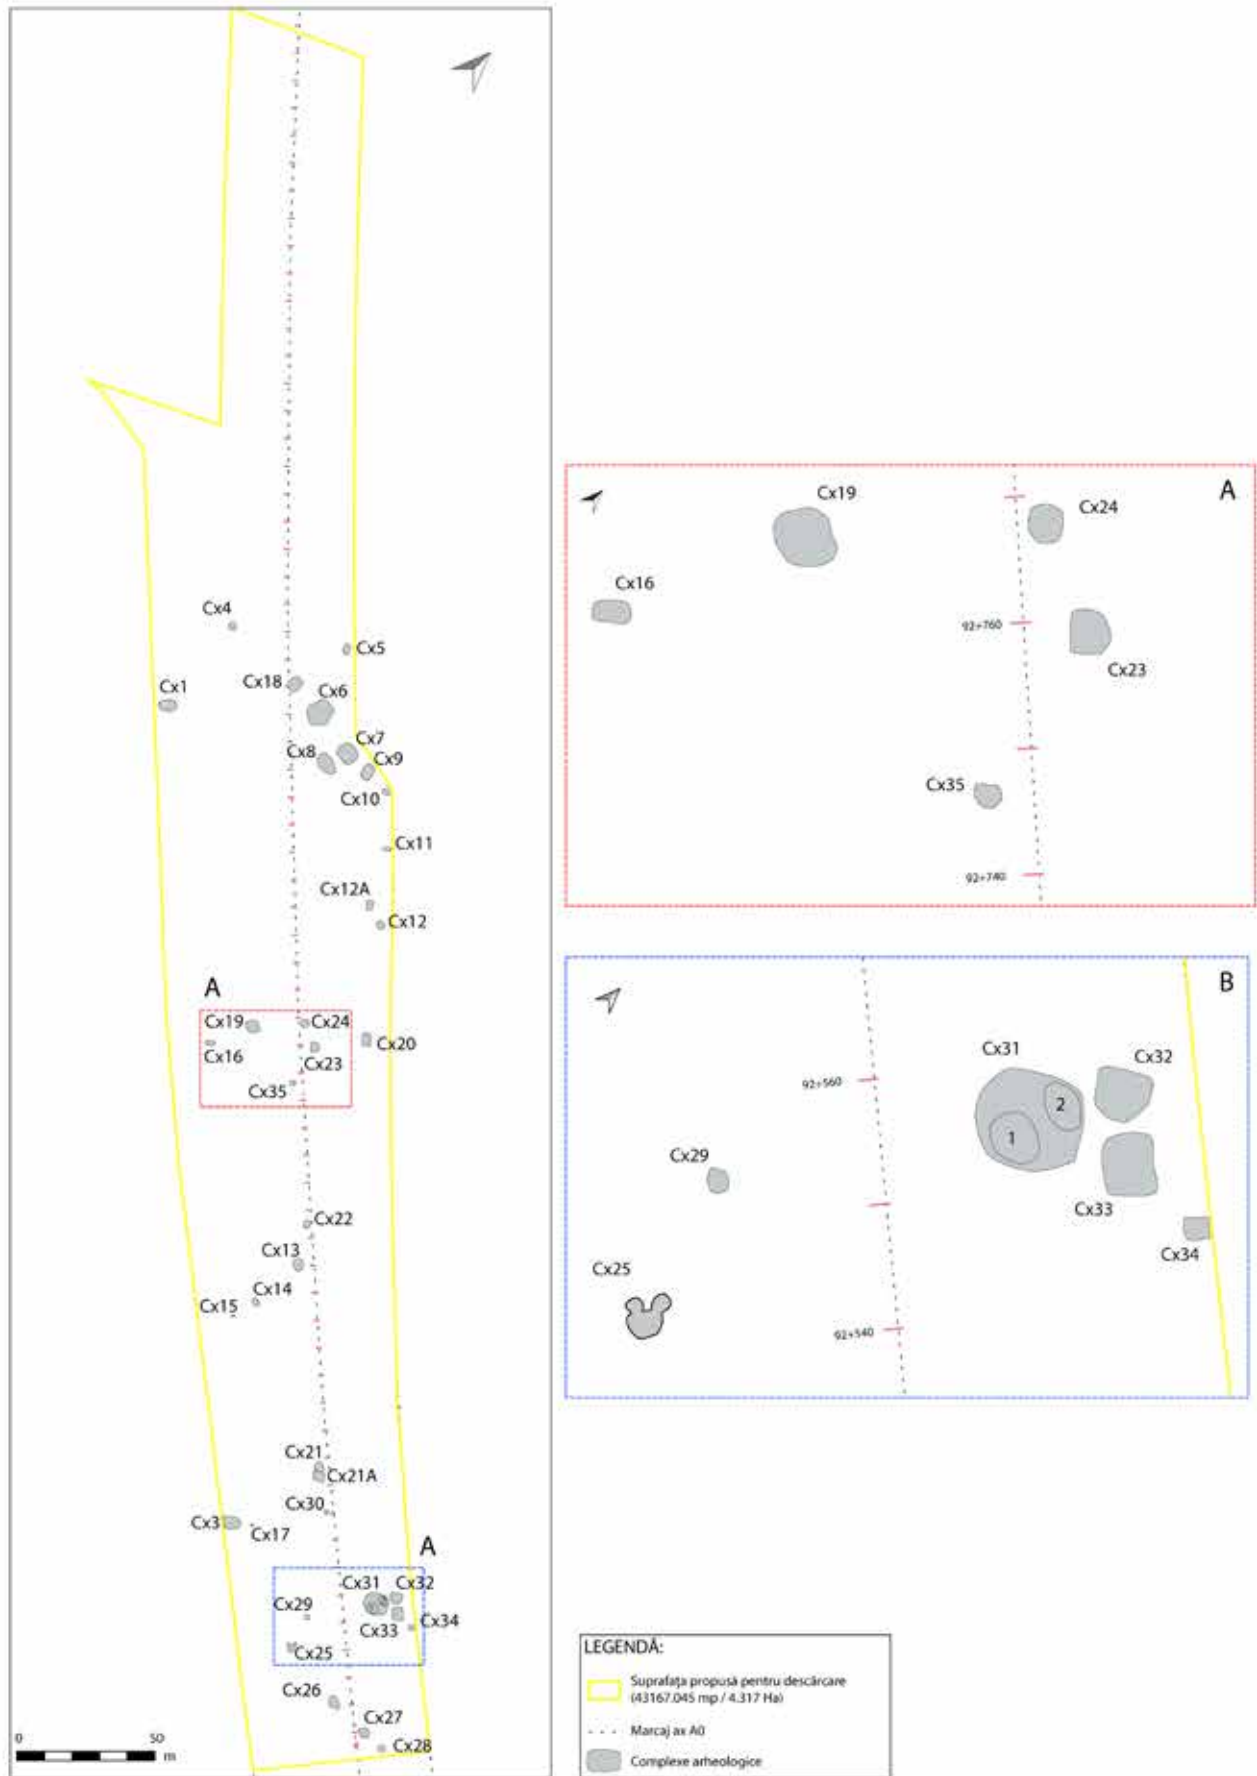 Cx4
Cx5
Cx18
Cx6
Cx1
Cx7
Cx8
Cx9
Cx10
Cx11
Cx12A
Cx12
A
Cx19
Cx24
Cx20
Cx16
Cx23
Cx35
Cx22
Cx13
Cx14
Cx15
Cx21
Cx21A
Cx30
Cx3
Cx17
A
Cx31
Cx32
Cx29
Cx34
Cx33
Cx25
Cx26
Cx27
Cx28
0 50
m
A
Cx19
Cx24
Cx16
92+760
Cx23
Cx35
92+740
B
Cx31
Cx32
92+560
2
1
Cx29
Cx33
Cx34
Cx25
92+540
LEGENDĂ:
Suprafața propusă pentru descărcare
(43167.045 mp / 4.317 Ha)
Marcaj ax A0
Complexe arheologice